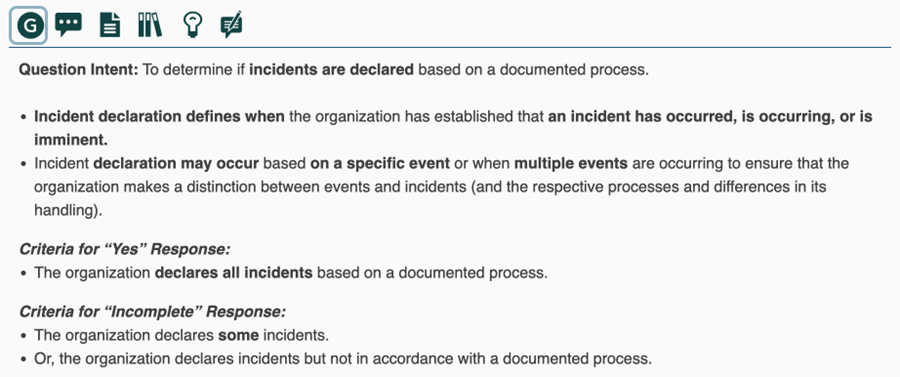 G
Question Intent: To determine if incidents are declared based on a documented process.
• Incident declaration defines when the organization has established that an incident has occurred, is occurring, or is
imminent.
• Incident declaration may occur based on a specific event or when multiple events are occurring to ensure that the
organization makes a distinction between events and incidents (and the respective processes and differences in its
handling).
Criteria for “Yes” Response:
• The organization declares all incidents based on a documented process.
Criteria for “Incomplete” Response:
• The organization declares some incidents.
• Or, the organization declares incidents but not in accordance with a documented process.